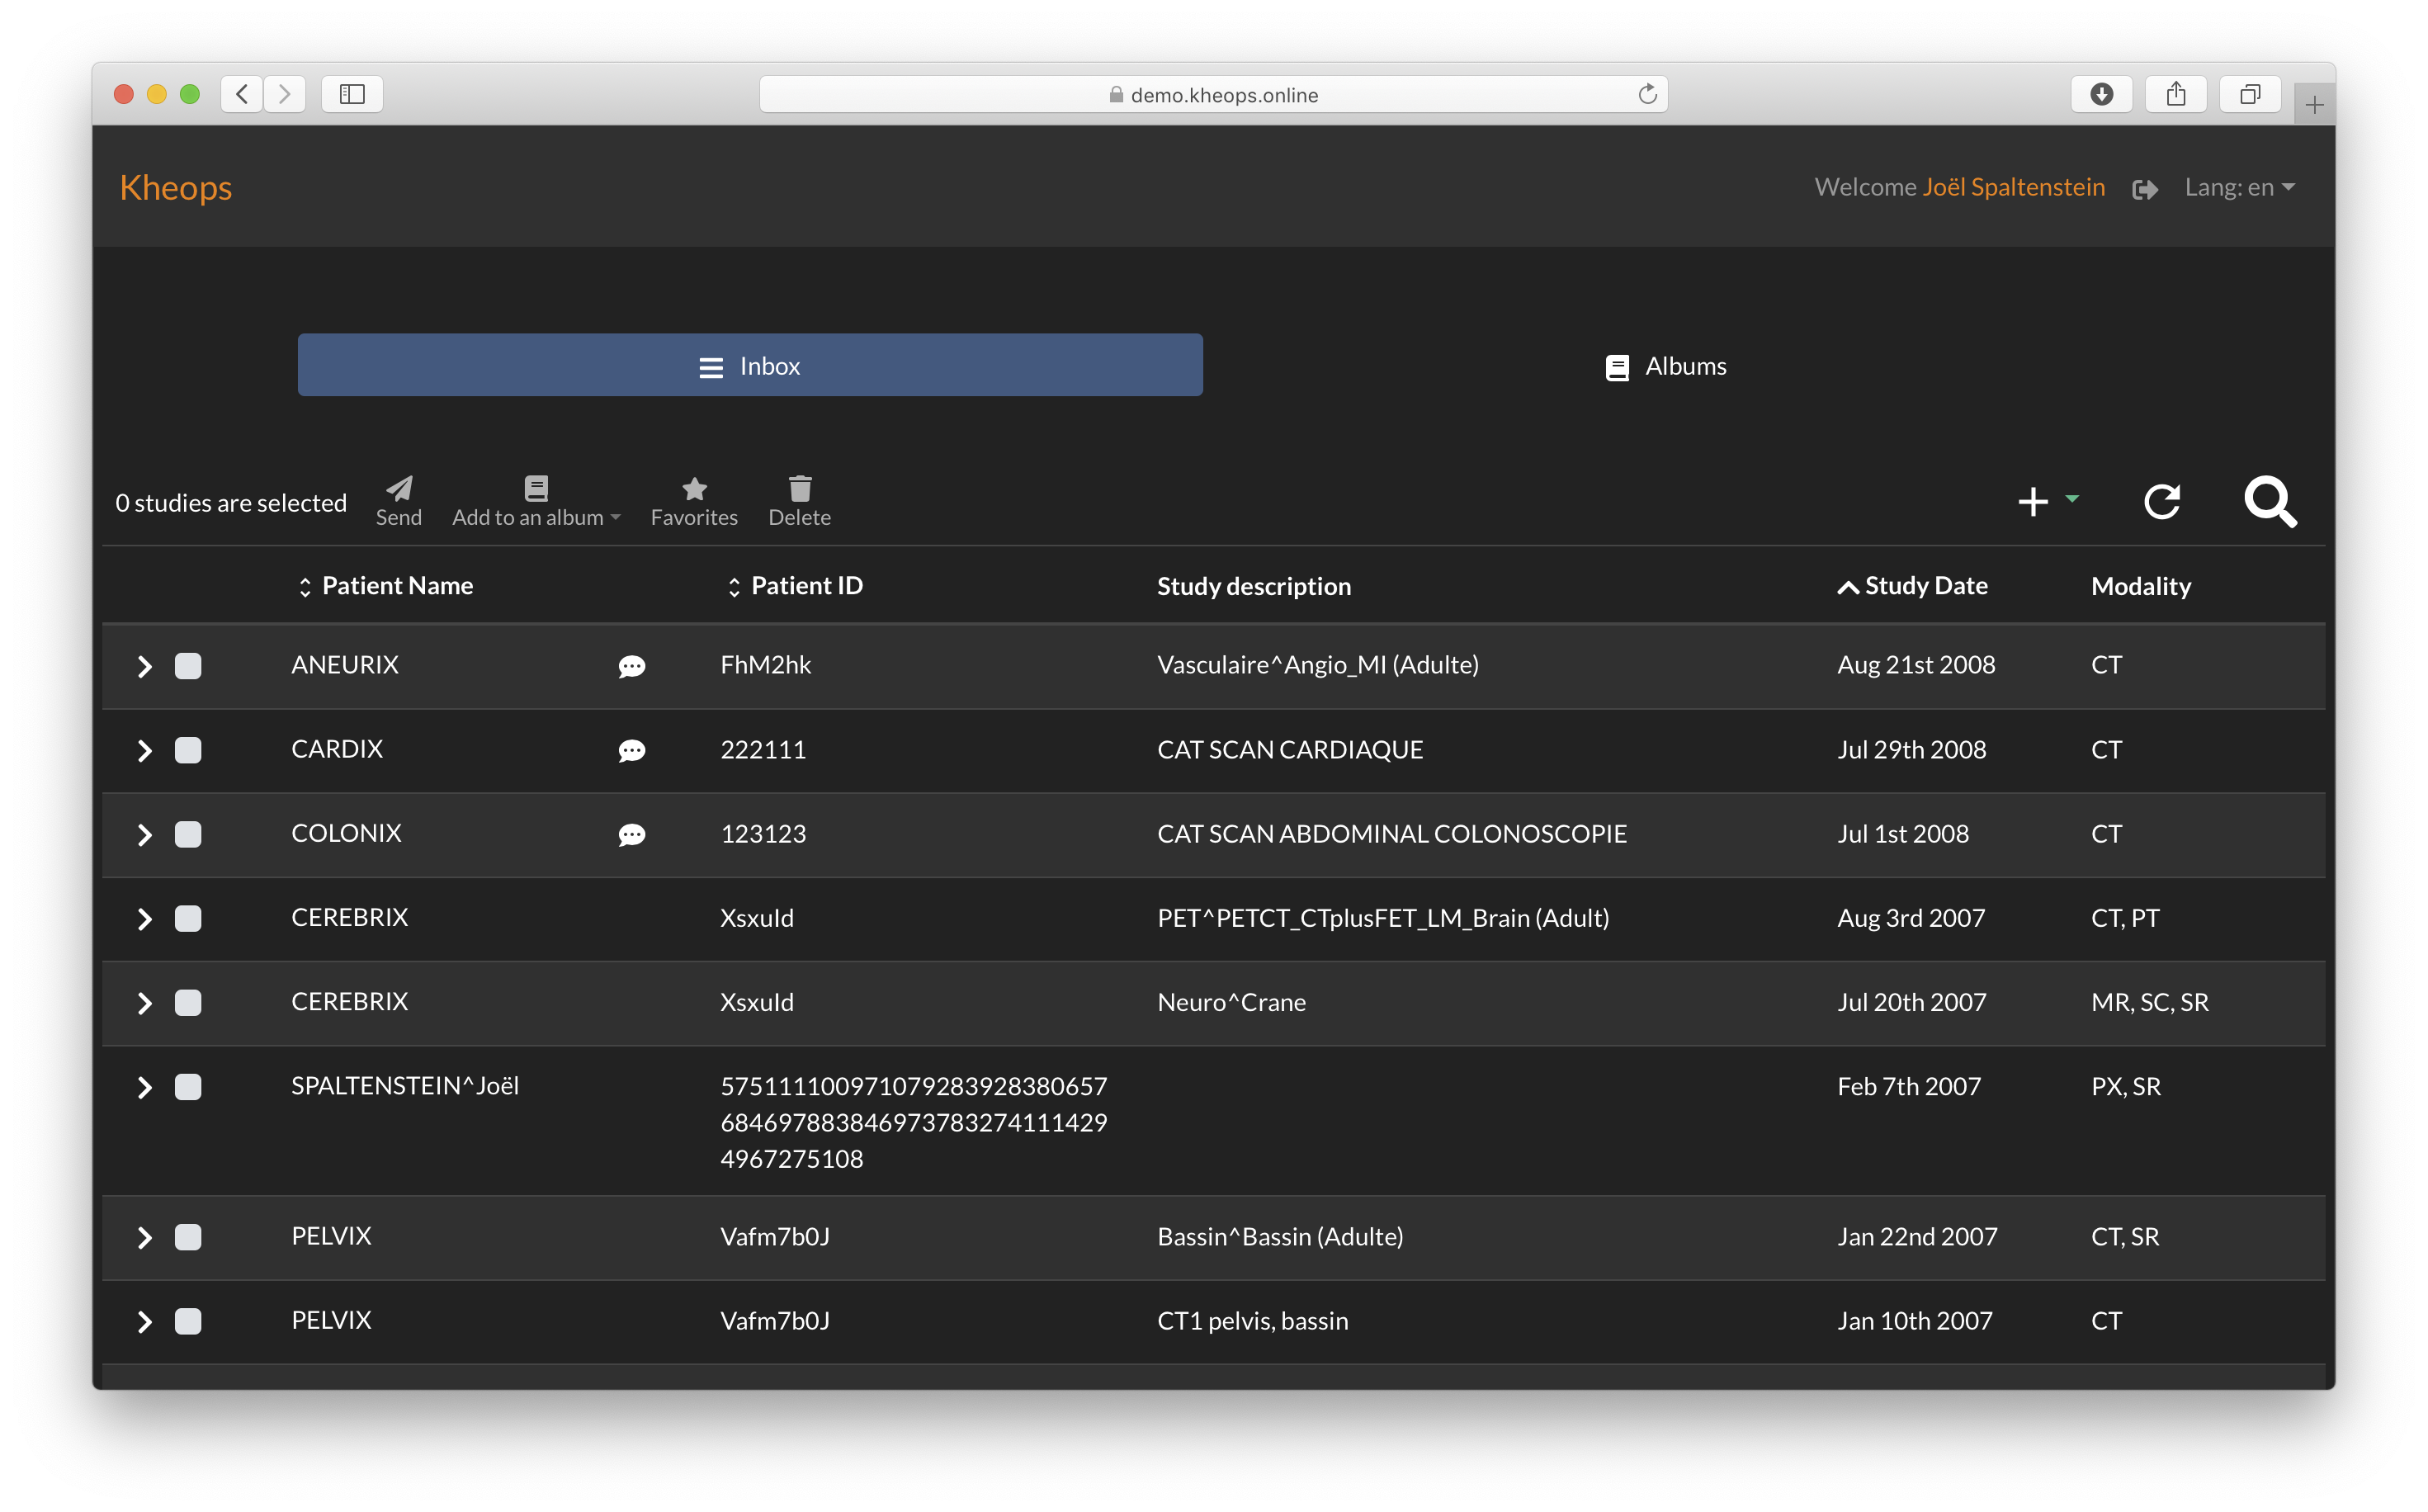 demo.kheops.online
Kheops
Welcome Joël Spaltenstein Lang: en
Inbox Albums
0 studies are selected Send Add to an album Favorites Delete
Patient Name Patient ID Study description Study Date Modality
ANEURIX FhM2hk Vasculaire^Angio_MI (Adulte) Aug 21st 2008 CT
CARDIX 222111 CAT SCAN CARDIAQUE Jul 29th 2008 CT
COLONIX 123123 CAT SCAN ABDOMINAL COLONOSCOPIE Jul 1st 2008 CT
CEREBRIX XsxuId PET^PETCT_CTplusFET_LM_Brain (Adult) Aug 3rd 2007 CT, PT
CEREBRIX XsxuId Neuro^Crane Jul 20th 2007 MR, SC, SR
SPALTENSTEIN^Joël 575111100971079283928380657 Feb 7th 2007 PX, SR
684697883846973783274111429
4967275108
PELVIX Vafm7b0J Bassin^Bassin (Adulte) Jan 22nd 2007 CT, SR
PELVIX Vafm7b0J CT1 pelvis, bassin Jan 10th 2007 CT